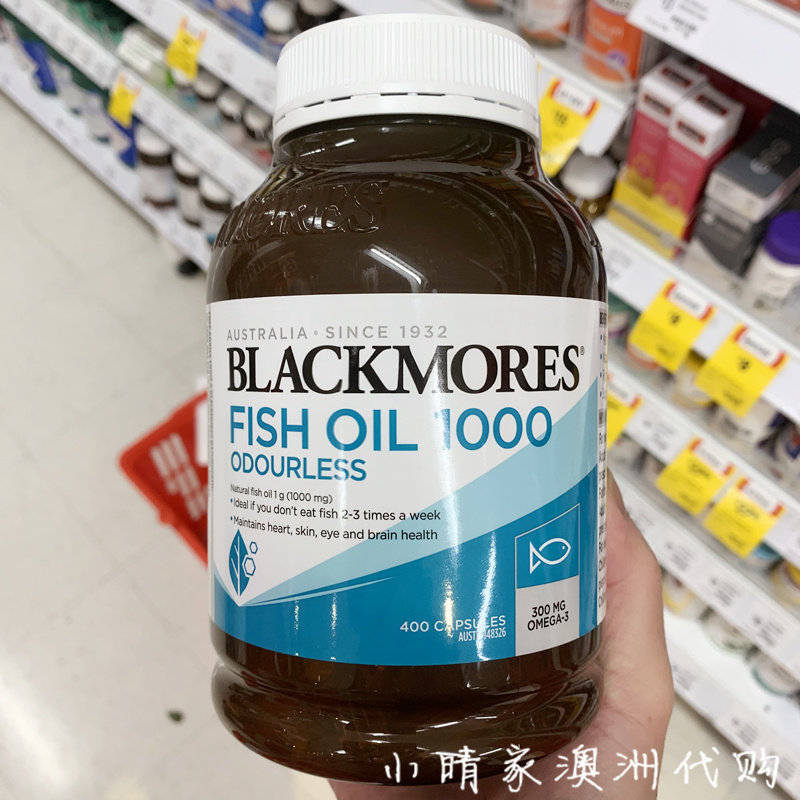 AUSTRALIA • SINCE 1932
BLACKMORES®
FISH OIL 1000
ODOURLESS
Natural fish oil 1 g (1000 mg)
• Ideal if you don't eat fish 2-3 times a week
• Maintains heart, skin, eye and brain health
300 MG
OMEGA-3
400 CAPSULES
小晴家澳洲代购